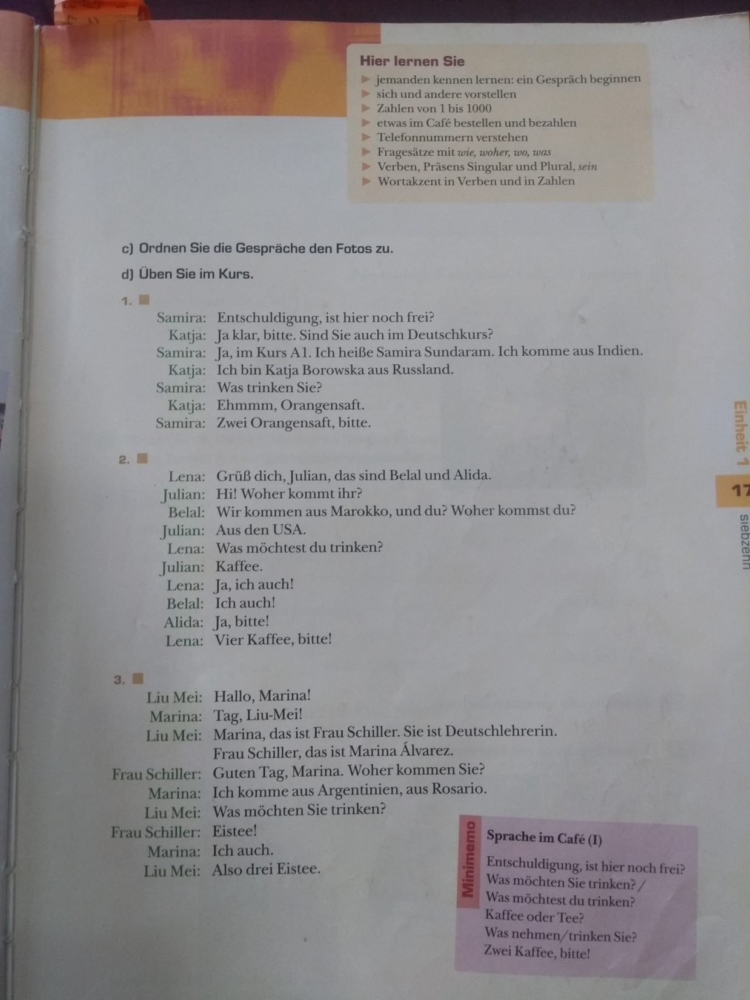 Hier lernen Sie
▶ jemanden kennen lernen: ein Gespräch beginnen
▶ sich und andere vorstellen
▶ Zahlen von 1 bis 1000
▶ etwas im Café bestellen und bezahlen
▶ Telefonnummern verstehen
▶ Fragesätze mit wie, woher, wo, was
▶ Verben, Präsens Singular und Plural, sein
▶ Wortakzent in Verben und in Zahlen
c) Ordnen Sie die Gespräche den Fotos zu.
d) Üben Sie im Kurs.
1.
Samira: Entschuldigung, ist hier noch frei?
Katja: Ja klar, bitte. Sind Sie auch im Deutschkurs?
Samira: Ja, im Kurs A1. Ich heiße Samira Sundaram. Ich komme aus Indien.
Katja: Ich bin Katja Borowska aus Russland.
Samira: Was trinken Sie?
Katja: Ehmmm, Orangensaft.
Samira: Zwei Orangensaft, bitte.
2.
Lena: Grüß dich, Julian, das sind Belal und Alida.
Julian: Hi! Woher kommt ihr?
Belal: Wir kommen aus Marokko, und du? Woher kommst du?
Julian: Aus den USA.
Lena: Was möchtest du trinken?
Julian: Kaffee.
Lena: Ja, ich auch!
Belal: Ich auch!
Alida: Ja, bitte!
Lena: Vier Kaffee, bitte!
3.
Liu Mei: Hallo, Marina!
Marina: Tag, Liu-Mei!
Liu Mei: Marina, das ist Frau Schiller. Sie ist Deutschlehrerin.
Frau Schiller, das ist Marina Álvarez.
Frau Schiller: Guten Tag, Marina. Woher kommen Sie?
Marina: Ich komme aus Argentinien, aus Rosario.
Liu Mei: Was möchten Sie trinken?
Frau Schiller: Eistee!
Marina: Ich auch.
Liu Mei: Also drei Eistee.
Minimemo
Sprache im Café (I)
Entschuldigung, ist hier noch frei?
Was möchten Sie trinken? /
Was möchtest du trinken?
Kaffee oder Tee?
Was nehmen/trinken Sie?
Zwei Kaffee, bitte!
Einheit 1
17
siebzehn